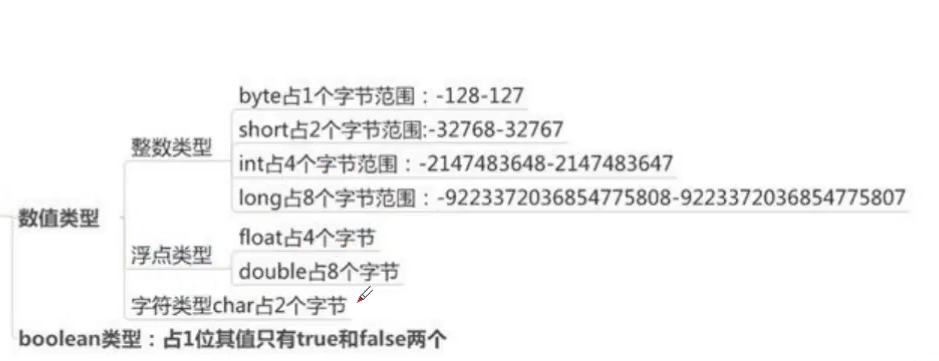 byte占1个字节范围：-128-127
short占2个字节范围:-32768-32767
整数类型
int占4个字节范围：-2147483648-2147483647
long占8个字节范围：-9223372036854775808-9223372036854775807
数值类型
float占4个字节
浮点类型
double占8个字节
字符类型char占2个字节
boolean类型：占1位其值只有true和false两个